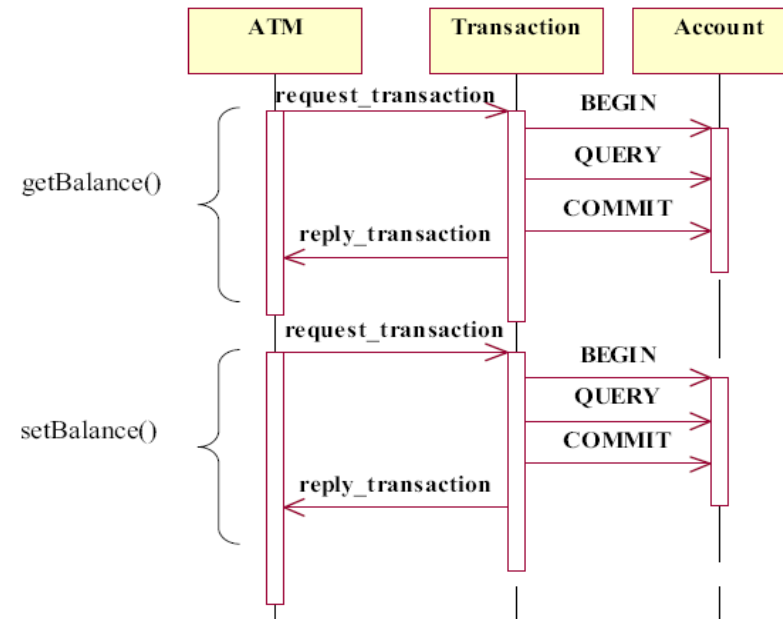 ATM Transaction Account
request_transaction
BEGIN
getBalance()
QUERY
COMMIT
reply_transaction
request_transaction
BEGIN
QUERY
setBalance()
COMMIT
reply_transaction